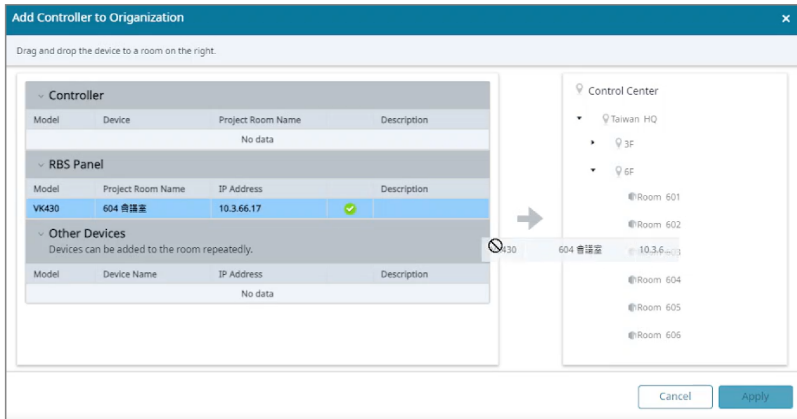 Add Controller to Origanization
Drag and drop the device to a room on the right.
Controller
Model Device Project Room Name Description
No data
RBS Panel
Model Project Room Name IP Address Description
VK430 604 會議室 10.3.66.17
Other Devices
Devices can be added to the room repeatedly.
Model Device Name IP Address Description
No data
Control Center
Taiwan HQ
3F
6F
Room 601
Room 602
430 604 會議室 10.3.6...
Room 604
Room 605
Room 606
Cancel Apply